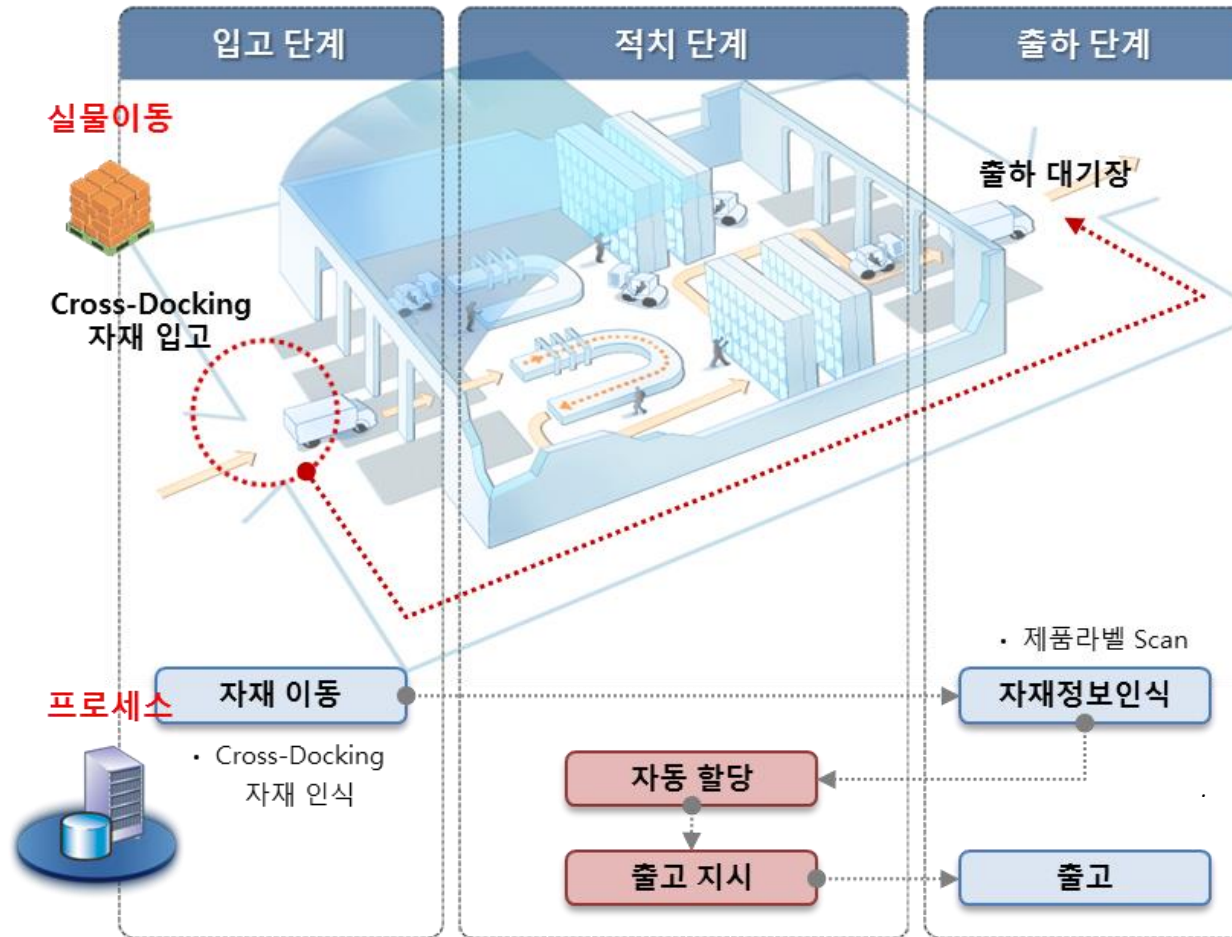 입고 단계
적치 단계
출하 단계
실물이동
출하 대기장
Cross-Docking
자재 입고
• 제품라벨 Scan
프로세스
자재 이동
자재정보인식
• Cross-Docking
자재 인식
자동 할당
.
출고 지시
출고